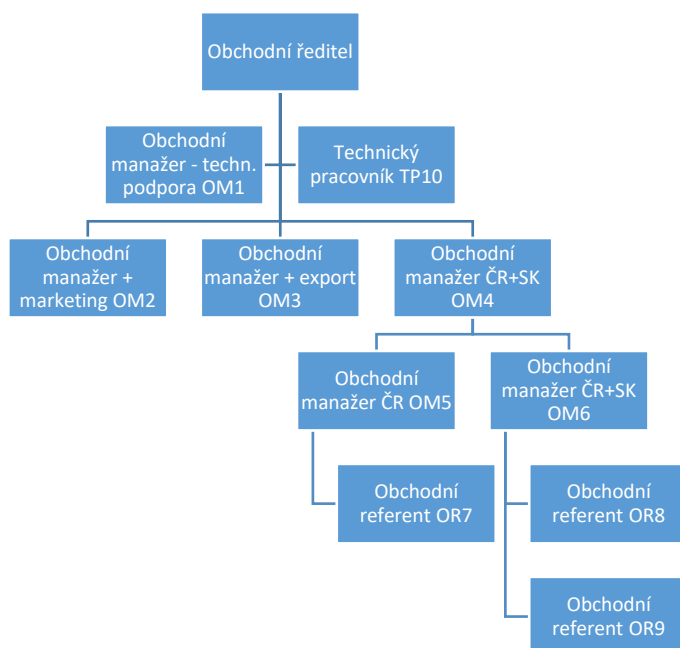 Obchodní ředitel
Obchodní
manažer - techn.
podpora OM1
Technický
pracovník TP10
Obchodní
manažer +
marketing OM2
Obchodní
manažer + export
OM3
Obchodní
manažer ČR+SK
OM4
Obchodní
manažer ČR OM5
Obchodní
manažer ČR+SK
OM6
Obchodní
referent OR7
Obchodní
referent OR8
Obchodní
referent OR9